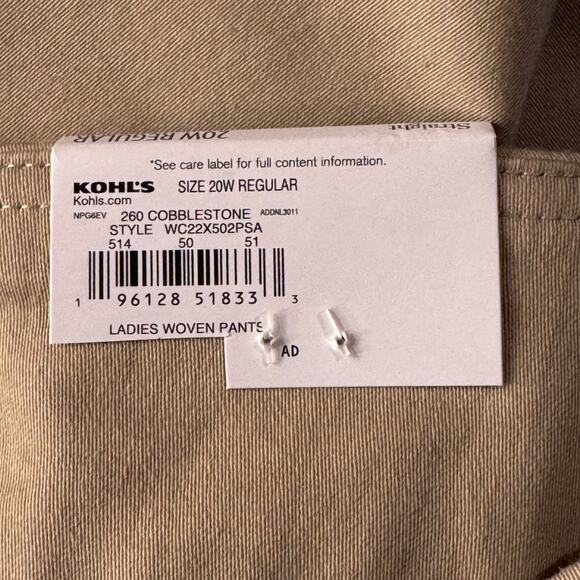 Straight
20W REGULAR
*See care label for full content information.
KOHL'S SIZE 20W REGULAR
Kohls.com
NPG6EV 260 COBBLESTONE ADDNL3011
STYLE WC22X502PSA
514 50 51
1 96128 51833 3
LADIES WOVEN PANTS
AD